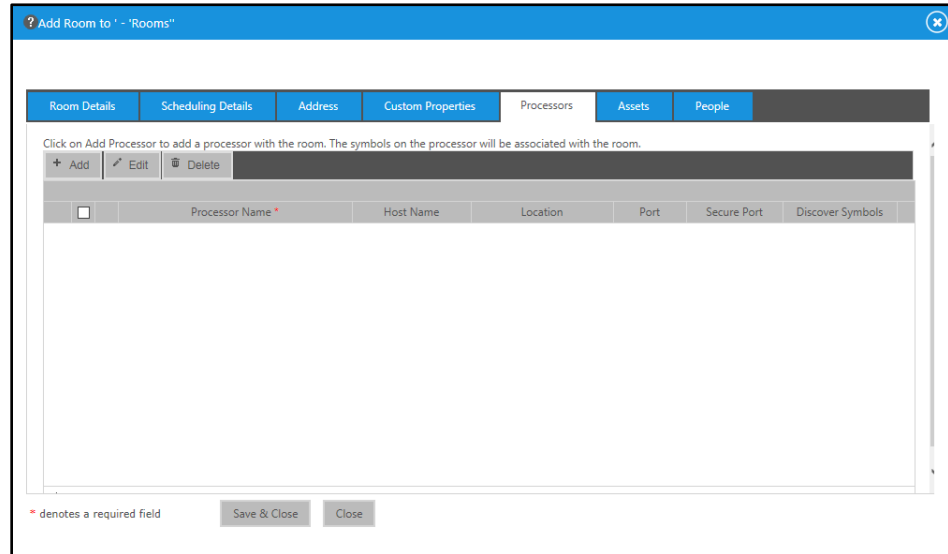 ?Add Room to ' - 'Rooms''
Room Details Scheduling Details Address Custom Properties Processors Assets People
Click on Add Processor to add a processor with the room. The symbols on the processor will be associated with the room.
+ Add Edit Delete
Processor Name * Host Name Location Port Secure Port Discover Symbols
* denotes a required field Save & Close Close